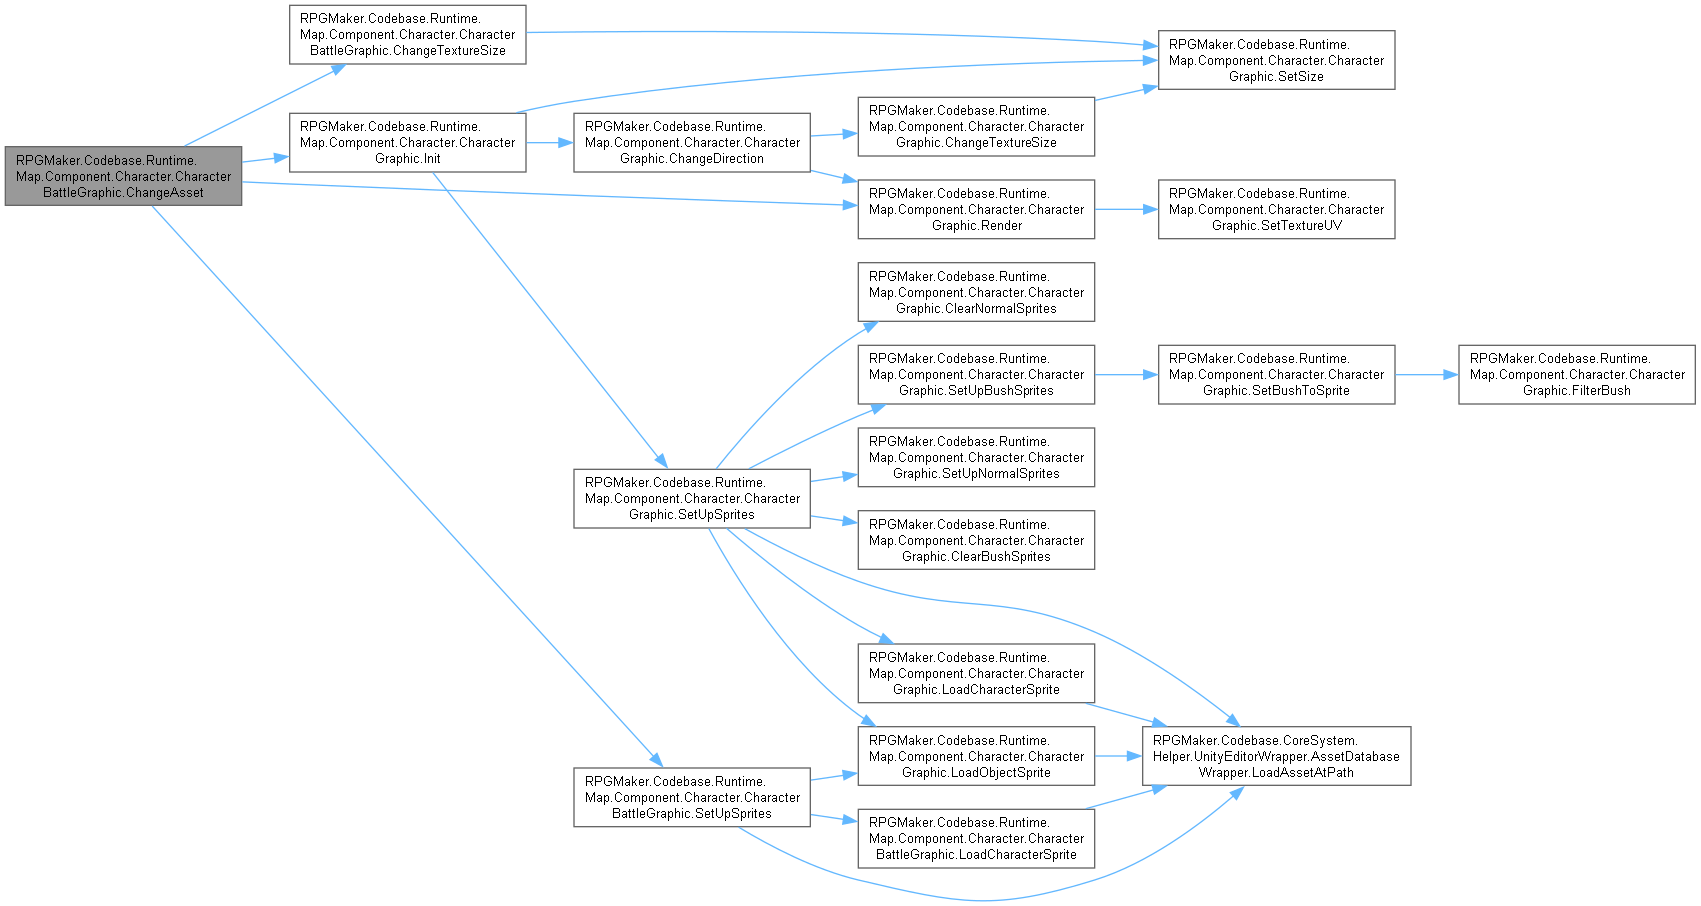 RPGMaker.Codebase.Runtime.
Map.Component.Character.Character
BattleGraphic.ChangeAsset
RPGMaker.Codebase.Runtime.
Map.Component.Character.Character
BattleGraphic.ChangeTextureSize
RPGMaker.Codebase.Runtime.
Map.Component.Character.Character
Graphic.Init
RPGMaker.Codebase.Runtime.
Map.Component.Character.Character
Graphic.ChangeDirection
RPGMaker.Codebase.Runtime.
Map.Component.Character.Character
Graphic.SetUpSprites
RPGMaker.Codebase.Runtime.
Map.Component.Character.Character
BattleGraphic.SetUpSprites
RPGMaker.Codebase.Runtime.
Map.Component.Character.Character
Graphic.ChangeTextureSize
RPGMaker.Codebase.Runtime.
Map.Component.Character.Character
Graphic.Render
RPGMaker.Codebase.Runtime.
Map.Component.Character.Character
Graphic.ClearNormalSprites
RPGMaker.Codebase.Runtime.
Map.Component.Character.Character
Graphic.SetUpBushSprites
RPGMaker.Codebase.Runtime.
Map.Component.Character.Character
Graphic.SetUpNormalSprites
RPGMaker.Codebase.Runtime.
Map.Component.Character.Character
Graphic.ClearBushSprites
RPGMaker.Codebase.Runtime.
Map.Component.Character.Character
Graphic.LoadCharacterSprite
RPGMaker.Codebase.Runtime.
Map.Component.Character.Character
Graphic.LoadObjectSprite
RPGMaker.Codebase.Runtime.
Map.Component.Character.Character
BattleGraphic.LoadCharacterSprite
RPGMaker.Codebase.Runtime.
Map.Component.Character.Character
Graphic.SetSize
RPGMaker.Codebase.Runtime.
Map.Component.Character.Character
Graphic.SetTextureUV
RPGMaker.Codebase.Runtime.
Map.Component.Character.Character
Graphic.SetBushToSprite
RPGMaker.Codebase.CoreSystem.
Helper.UnityEditorWrapper.AssetDatabase
Wrapper.LoadAssetAtPath
RPGMaker.Codebase.Runtime.
Map.Component.Character.Character
Graphic.FilterBush